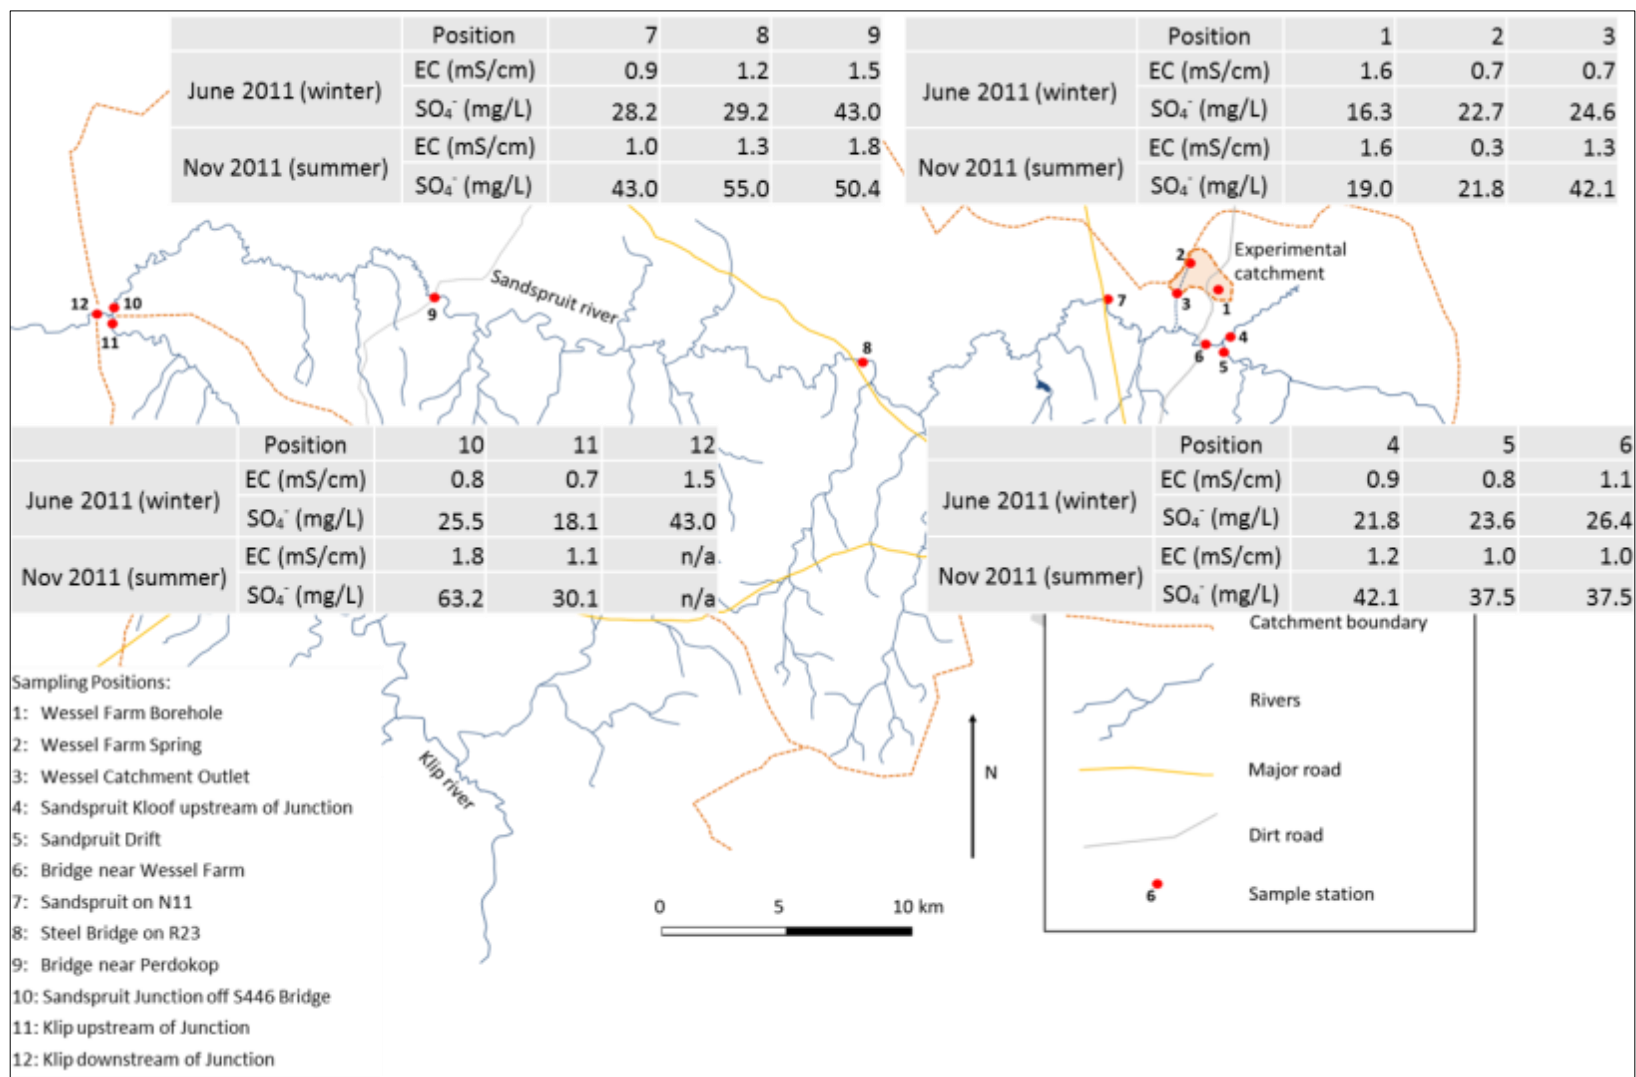 Position 7 8 9
June 2011 (winter) EC (mS/cm) 0.9 1.2 1.5
SO₄⁻ (mg/L) 28.2 29.2 43.0
Nov 2011 (summer) EC (mS/cm) 1.0 1.3 1.8
SO₄⁻ (mg/L) 43.0 55.0 50.4
Position 1 2 3
June 2011 (winter) EC (mS/cm) 1.6 0.7 0.7
SO₄⁻ (mg/L) 16.3 22.7 24.6
Nov 2011 (summer) EC (mS/cm) 1.6 0.3 1.3
SO₄⁻ (mg/L) 19.0 21.8 42.1
Sandspruit river
Experimental
catchment
12
10
11
9
8
7
2
3
1
4
6
5
Position 10 11 12
June 2011 (winter) EC (mS/cm) 0.8 0.7 1.5
SO₄⁻ (mg/L) 25.5 18.1 43.0
Nov 2011 (summer) EC (mS/cm) 1.8 1.1 n/a
SO₄⁻ (mg/L) 63.2 30.1 n/a
Position 4 5 6
June 2011 (winter) EC (mS/cm) 0.9 0.8 1.1
SO₄⁻ (mg/L) 21.8 23.6 26.4
Nov 2011 (summer) EC (mS/cm) 1.2 1.0 1.0
SO₄⁻ (mg/L) 42.1 37.5 37.5
Sampling Positions:
1: Wessel Farm Borehole
2: Wessel Farm Spring
3: Wessel Catchment Outlet
4: Sandspruit Kloof upstream of Junction
5: Sandpruit Drift
6: Bridge near Wessel Farm
7: Sandspruit on N11
8: Steel Bridge on R23
9: Bridge near Perdokop
10: Sandspruit Junction off S446 Bridge
11: Klip upstream of Junction
12: Klip downstream of Junction
Klip river
0 5 10 km
N
Catchment boundary
Rivers
Major road
Dirt road
6 Sample station